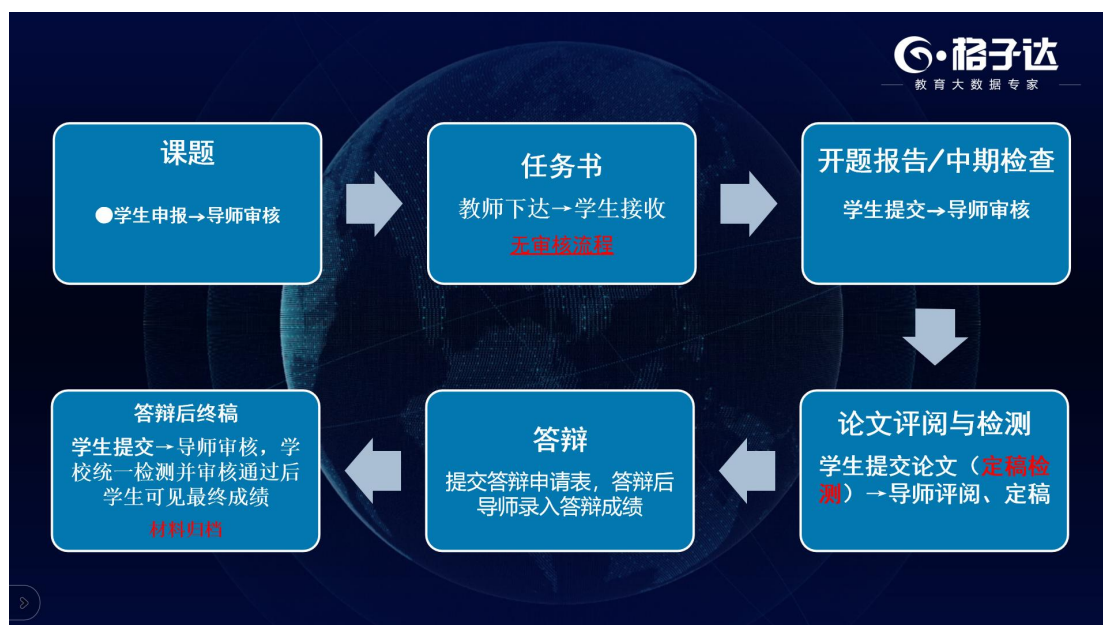 格子达
教育大数据专家
课题
●学生申报→导师审核
任务书
教师下达→学生接收
无审核流程
开题报告/中期检查
学生提交→导师审核
论文评阅与检测
学生提交论文（定稿检
测）→导师评阅、定稿
答辩
提交答辩申请表，答辩后
导师录入答辩成绩
答辩后终稿
学生提交→导师审核，学
校统一检测并审核通过后
学生可见最终成绩
材料归档